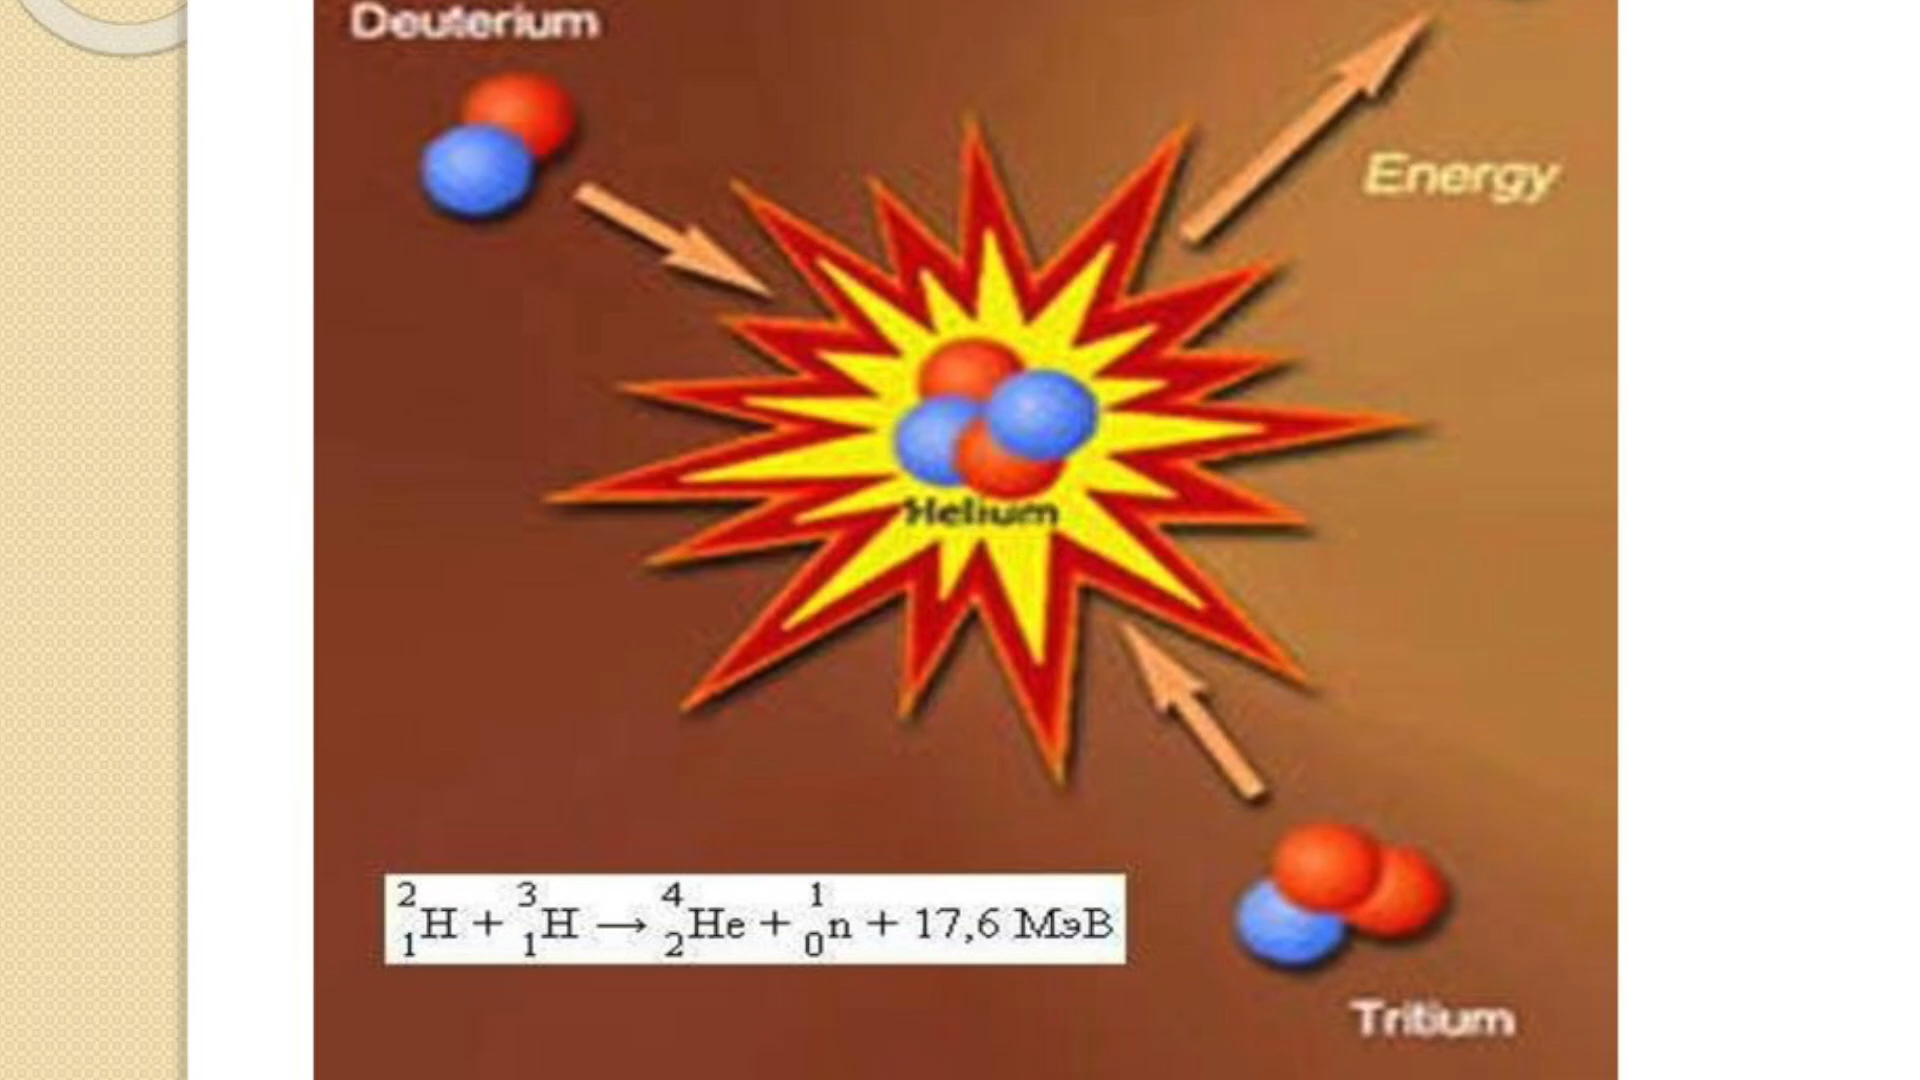 Deuterium
Energy
Helium
²₁H + ³₁H → ⁴₂He + ¹₀n + 17,6 МэВ
Tritium